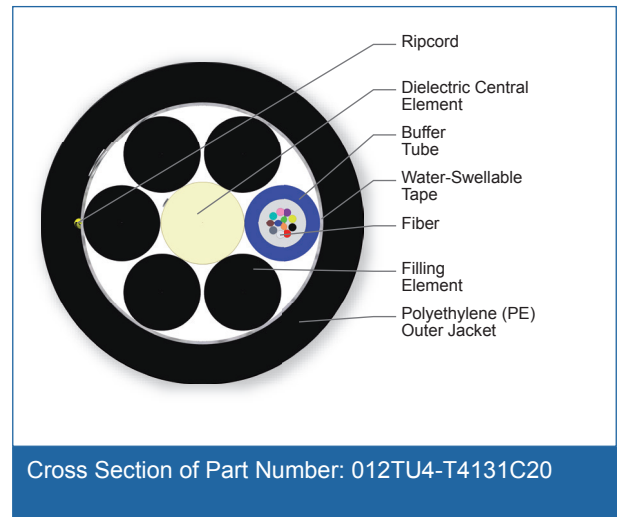 Ripcord
Dielectric Central
Element
Buffer
Tube
Water-Swellable
Tape
Fiber
Filling
Element
Polyethylene (PE)
Outer Jacket
Cross Section of Part Number: 012TU4-T4131C20